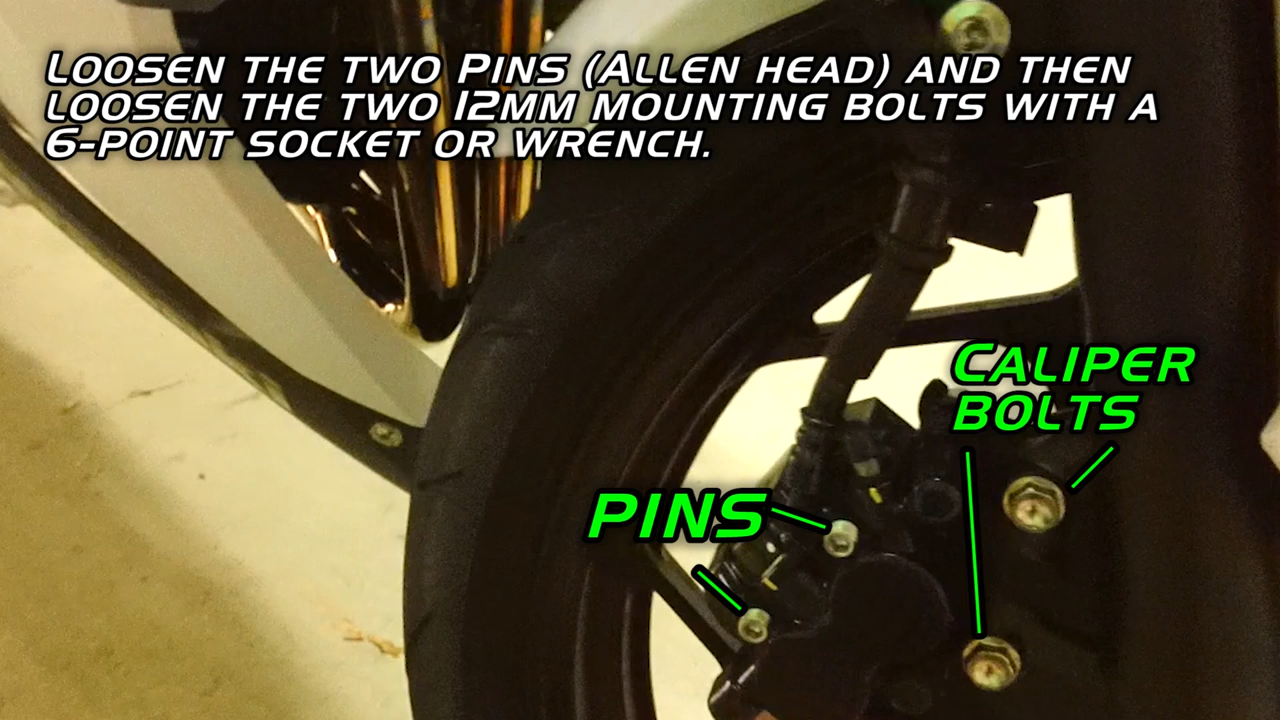 Loosen the two Pins (Allen head) and then
loosen the two 12mm mounting bolts with a
6-point socket or wrench.
Caliper
bolts
PINS